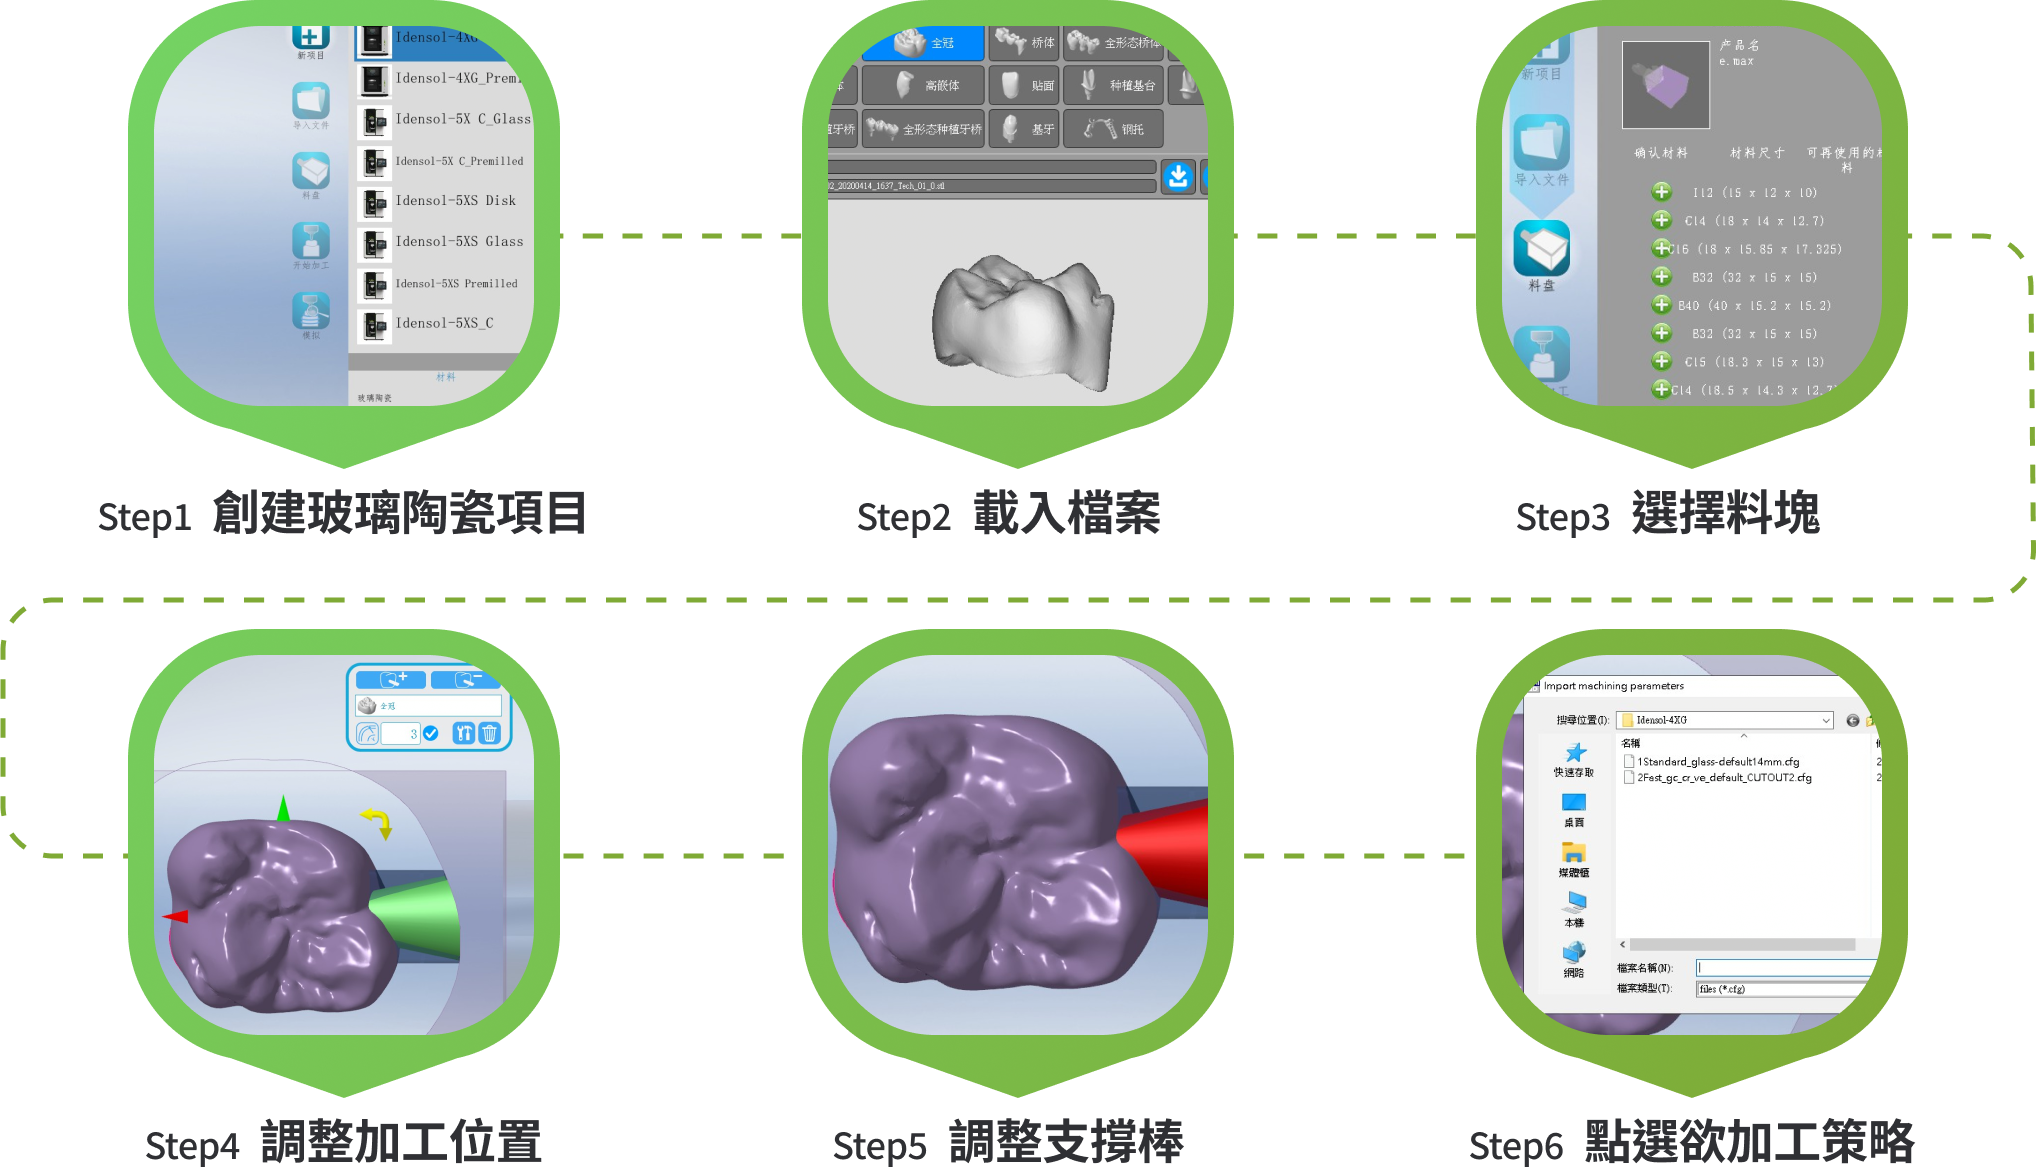 新项目
导入文件
料盘
开始加工
模拟
Idensol-4XG
Idensol-4XG_Premi
Idensol-5X C_Glass
Idensol-5X C_Premilled
Idensol-5XS Disk
Idensol-5XS Glass
Idensol-5XS Premilled
Idensol-5XS_C
材料
玻璃陶瓷
Step1 創建玻璃陶瓷項目
全冠 桥体 全形态桥体
体 高嵌体 贴面 种植基台
植牙桥 全形态种植牙桥 基牙 钢托
02_20200414_1637_Tech_01_0.stl
Step2 載入檔案
新项目
导入文件
料盘
工
产品名
e.max
确认材料 材料尺寸 可再使用的材
料
I12 (15 x 12 x 10)
C14 (18 x 14 x 12.7)
C16 (18 x 15.85 x 17.325)
B32 (32 x 15 x 15)
B40 (40 x 15.2 x 15.2)
B32 (32 x 15 x 15)
C15 (18.3 x 15 x 13)
C14 (18.5 x 14.3 x 12.7)
Step3 選擇料塊
全冠
3
Step4 調整加工位置
Step5 調整支撐棒
Import machining parameters
搜尋位置(I): Idensol-4XG
名稱
1Standard_glass-default14mm.cfg 2
2Fast_gc_cr_ve_default_CUTOUT2.cfg 2
快速存取
桌面
媒體櫃
本機
網路
檔案名稱(N):
檔案類型(T): files (*.cfg)
Step6 點選欲加工策略